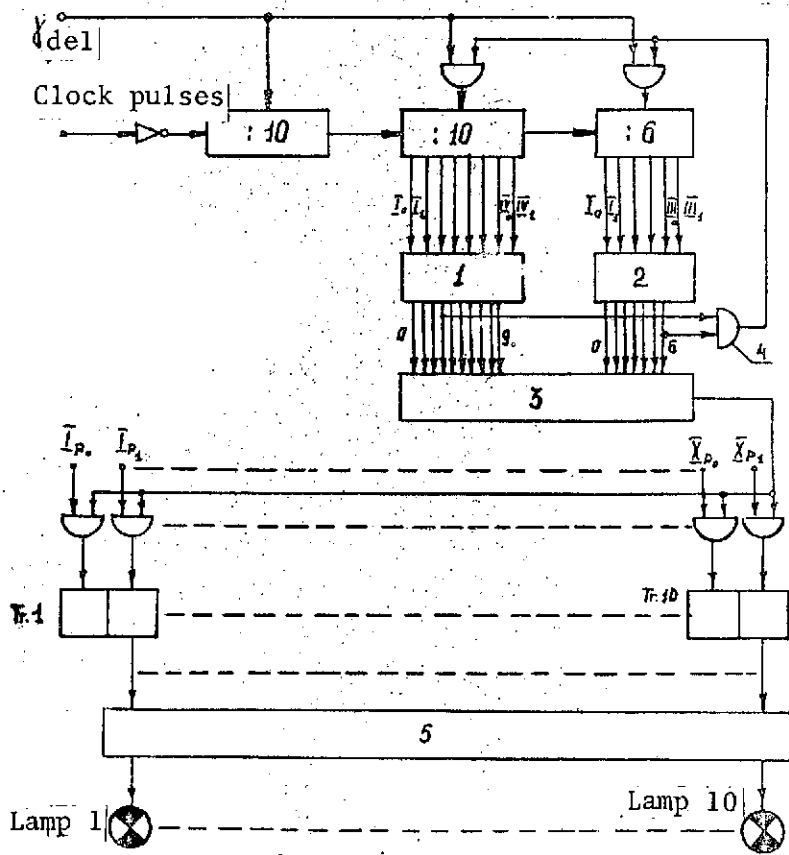 γdel
Clock pulses
:10 :10 :6
I₀ I₁ IV₀ IV₁ I₀ I₁ III₀ III₁
1 2
0 9 0 6
4
3
Ip₀ Ip₁ Xp₀ Xp₁
Tr.1 Tr.10
5
Lamp 1 Lamp 10